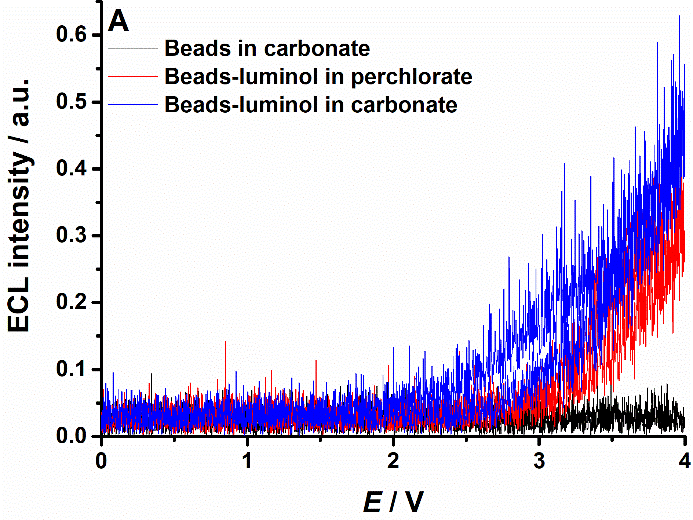 A
Beads in carbonate
Beads-luminol in perchlorate
Beads-luminol in carbonate
ECL intensity / a.u.
0.6
0.5
0.4
0.3
0.2
0.1
0.0
0 1 2 3 4
E / V